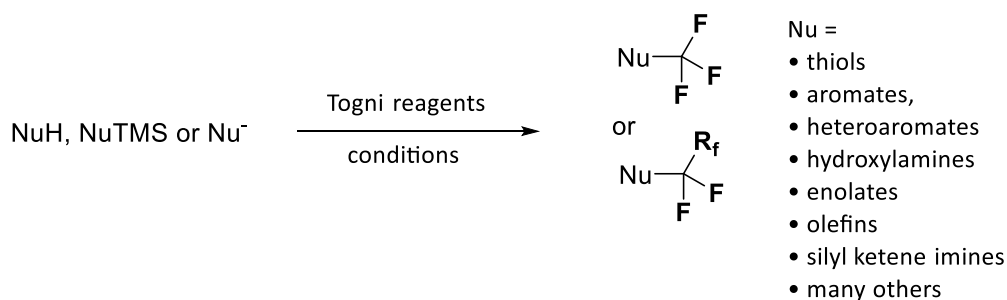 NuH, NuTMS or Nu⁻
Togni reagents
conditions
Nu
F
F
F
or
Nu
R_f
F
F
Nu =
• thiols
• aromates,
• heteroaromates
• hydroxylamines
• enolates
• olefins
• silyl ketene imines
• many others